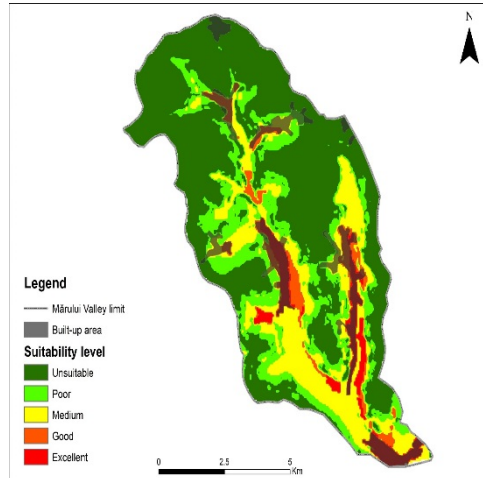 N
Legend
Mărului Valley limit
Built-up area
Suitability level
Unsuitable
Poor
Medium
Good
Excellent
0 2.5 5
Km